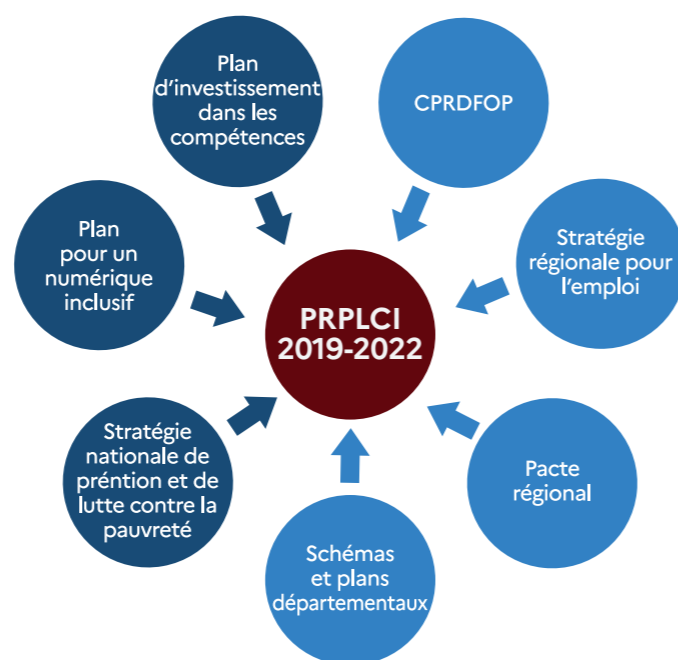 Plan
d'investissement
dans les
compétences
CPRDFOP
Plan
pour un
numérique
inclusif
Stratégie
régionale pour
l'emploi
PRPLCI
2019-2022
Stratégie
nationale de
préntion et de
lutte contre la
pauvreté
Pacte
régional
Schémas
et plans
départementaux